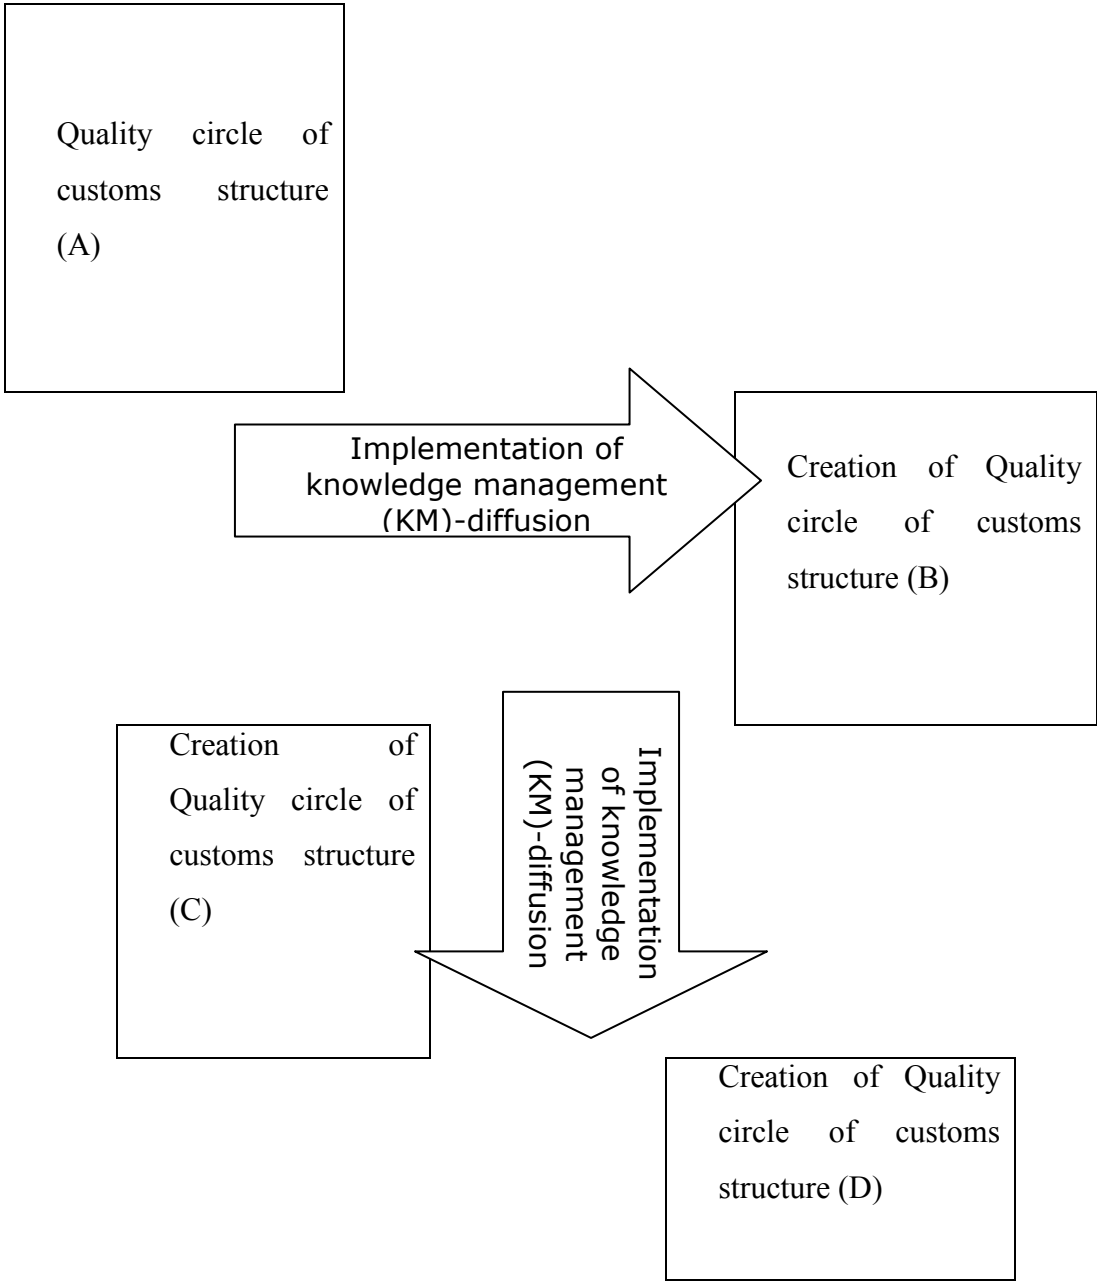 Quality circle of
customs structure
(A)
Implementation of
knowledge management
(KM)-diffusion
Creation of Quality
circle of customs
structure (B)
Creation of
Quality circle of
customs structure
(C)
Implementation
of knowledge
management
(KM)-diffusion
Creation of Quality
circle of customs
structure (D)